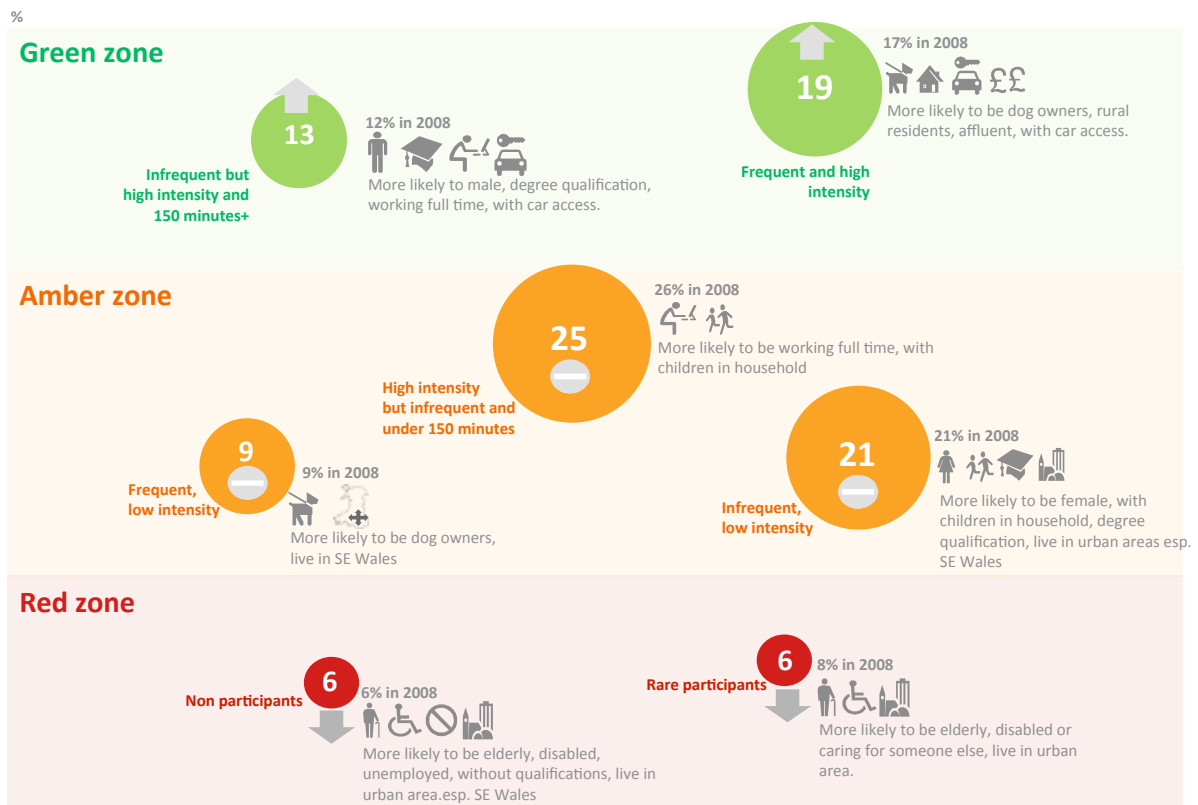 %
Green zone
13
12% in 2008
Infrequent but
high intensity and
150 minutes+
More likely to male, degree qualification,
working full time, with car access.
19
17% in 2008
££
More likely to be dog owners, rural
residents, affluent, with car access.
Frequent and high
intensity
Amber zone
25
26% in 2008
More likely to be working full time, with
children in household
High intensity
but infrequent and
under 150 minutes
9
9% in 2008
Frequent,
low intensity
More likely to be dog owners,
live in SE Wales
21
21% in 2008
Infrequent,
low intensity
More likely to be female, with
children in household, degree
qualification, live in urban areas esp.
SE Wales
Red zone
6
Non participants
6% in 2008
More likely to be elderly, disabled,
unemployed, without qualifications, live in
urban area.esp. SE Wales
6
Rare participants
8% in 2008
More likely to be elderly, disabled or
caring for someone else, live in urban
area.